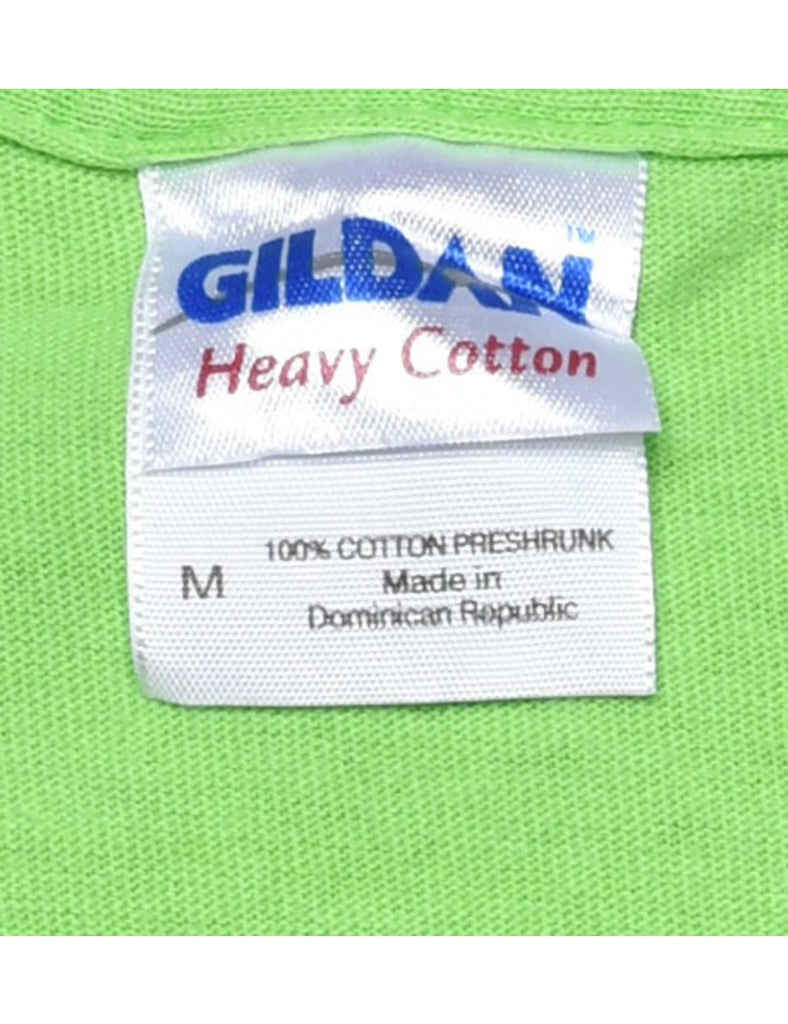 GILDAN™
Heavy Cotton
100% COTTON PRESHRUNK
M
Made in
Dominican Republic